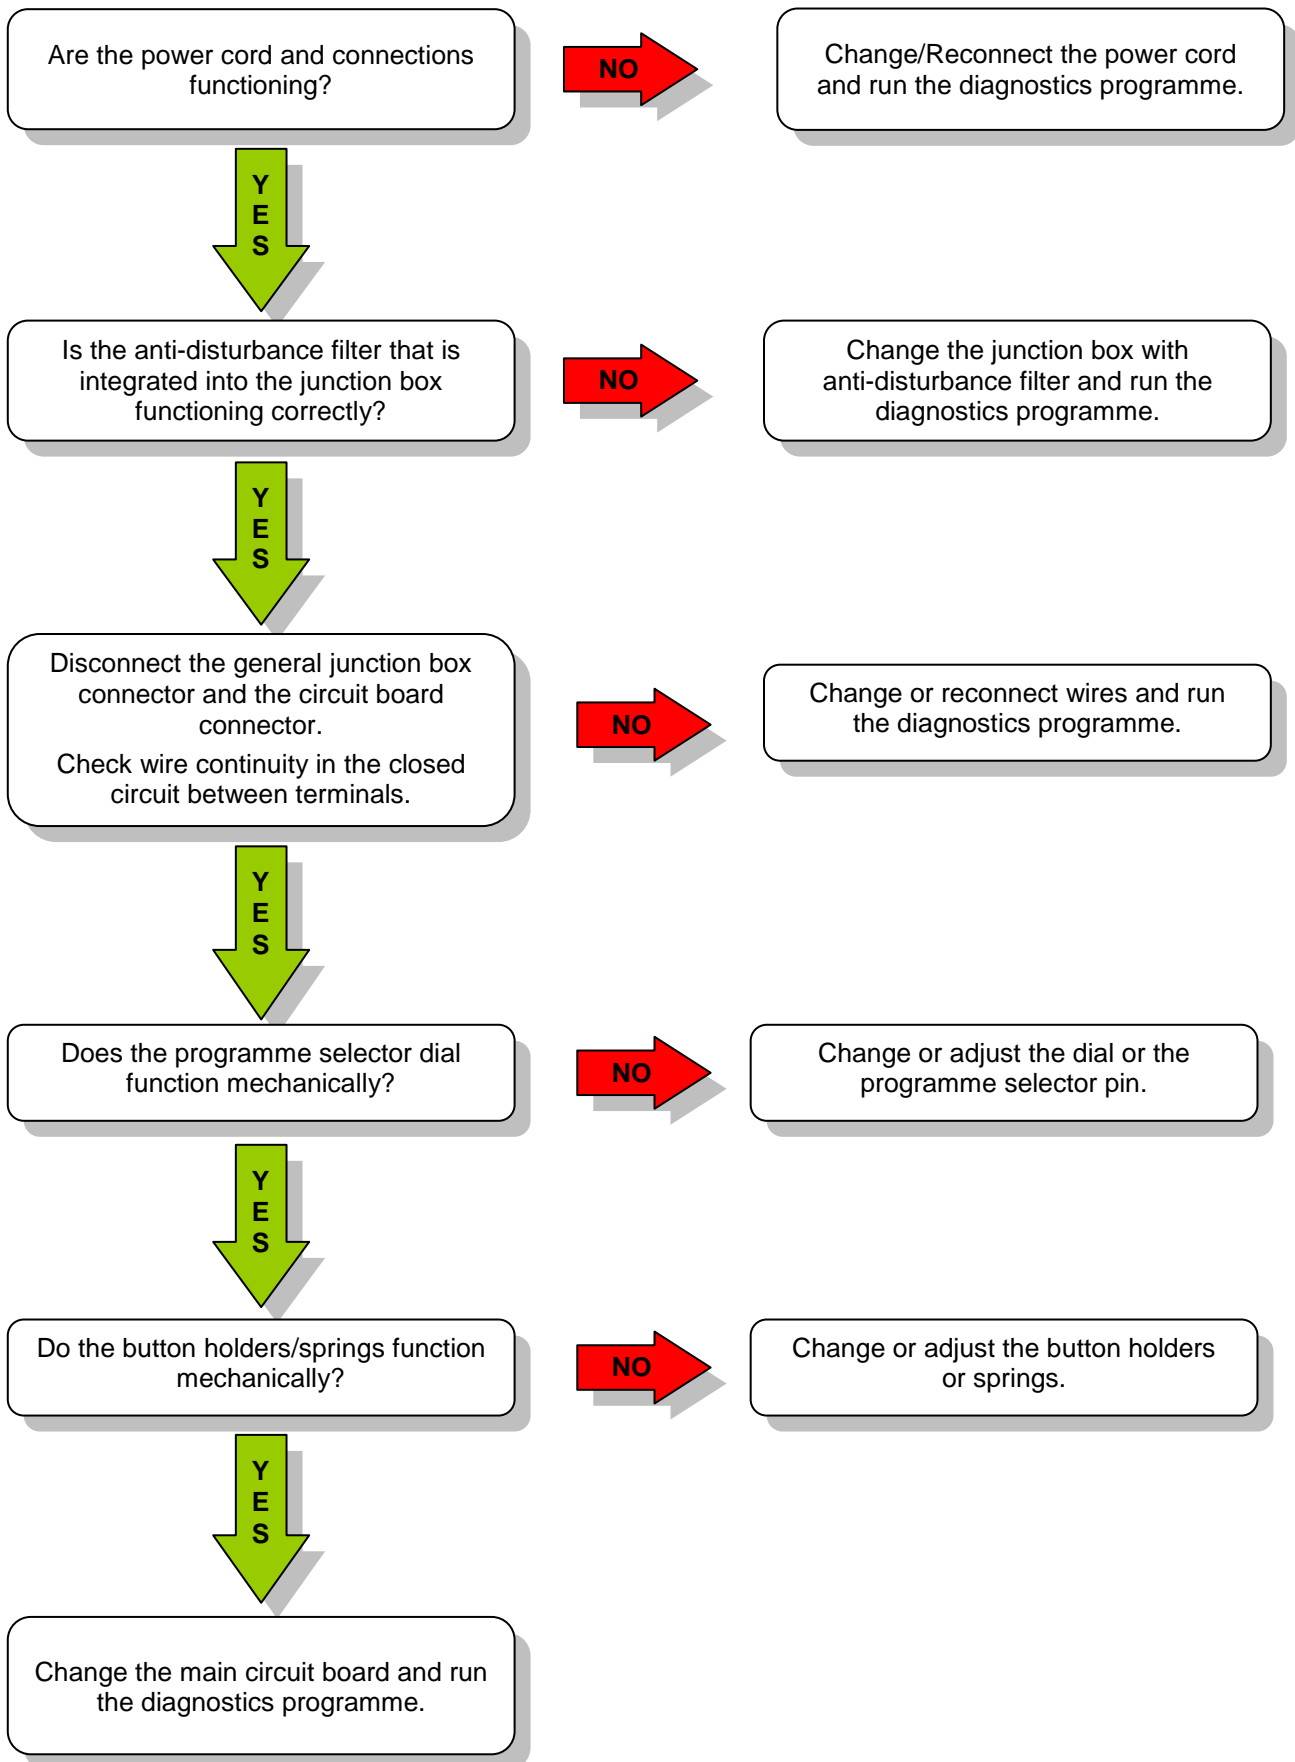 Are the power cord and connections
functioning?
NO
Change/Reconnect the power cord
and run the diagnostics programme.
YES
Is the anti-disturbance filter that is
integrated into the junction box
functioning correctly?
NO
Change the junction box with
anti-disturbance filter and run the
diagnostics programme.
YES
Disconnect the general junction box
connector and the circuit board
connector.
Check wire continuity in the closed
circuit between terminals.
NO
Change or reconnect wires and run
the diagnostics programme.
YES
Does the programme selector dial
function mechanically?
NO
Change or adjust the dial or the
programme selector pin.
YES
Do the button holders/springs function
mechanically?
NO
Change or adjust the button holders
or springs.
YES
Change the main circuit board and run
the diagnostics programme.